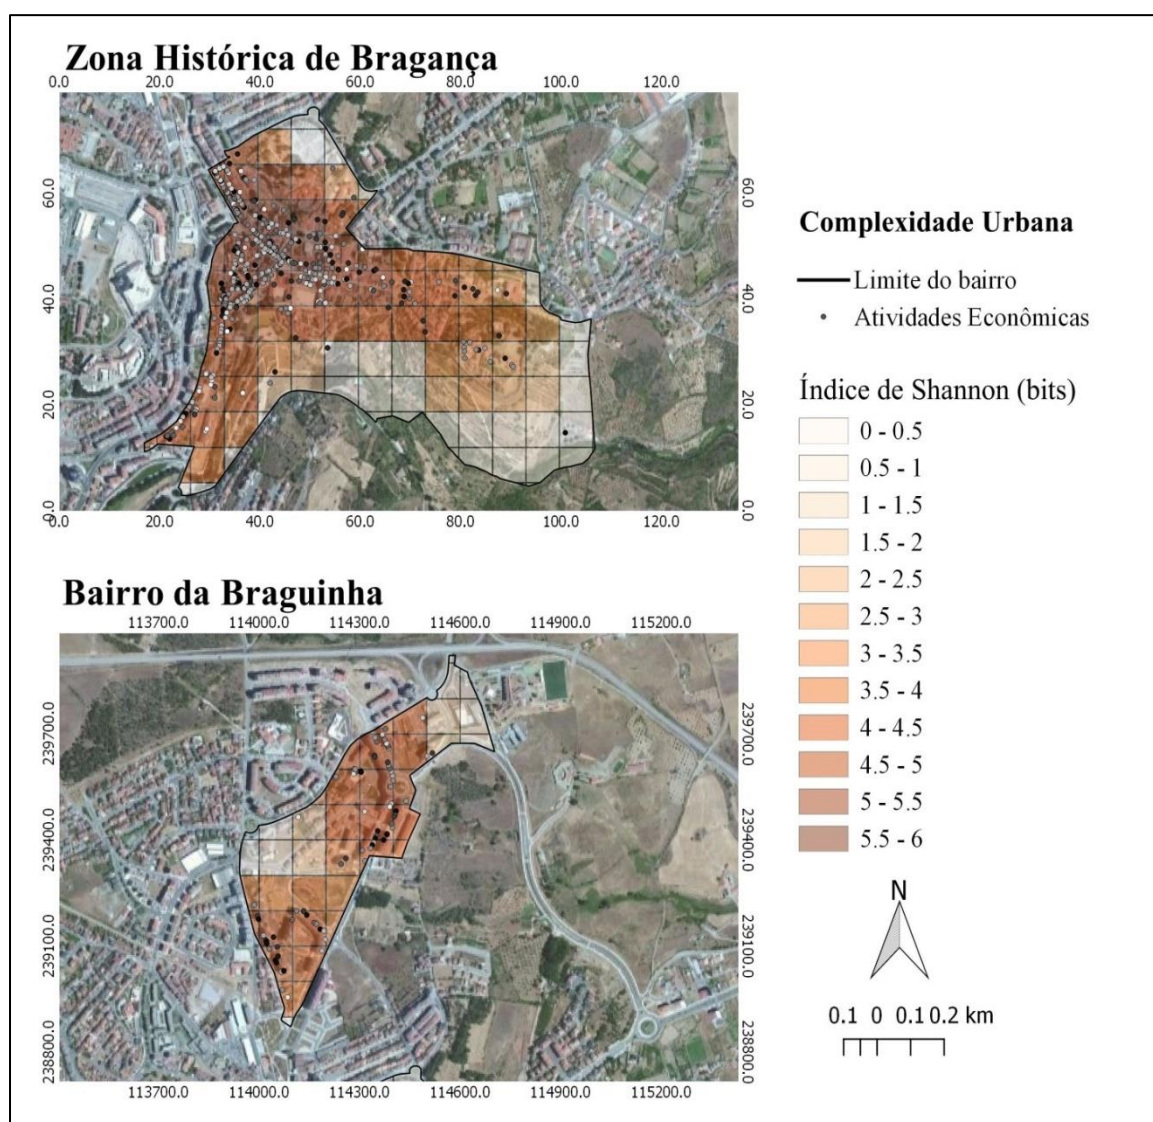 Zona Histórica de Bragança
0.0 20.0 40.0 60.0 80.0 100.0 120.0
60.0 60.0
40.0 40.0
20.0 20.0
0.0 0.0
0.0 20.0 40.0 60.0 80.0 100.0 120.0
Bairro da Braguinha
113700.0 114000.0 114300.0 114600.0 114900.0 115200.0
239700.0 239700.0
239400.0 239400.0
239100.0 239100.0
238800.0 238800.0
113700.0 114000.0 114300.0 114600.0 114900.0 115200.0
Complexidade Urbana
Limite do bairro
Atividades Econômicas
Índice de Shannon (bits)
0 - 0.5
0.5 - 1
1 - 1.5
1.5 - 2
2 - 2.5
2.5 - 3
3 - 3.5
3.5 - 4
4 - 4.5
4.5 - 5
5 - 5.5
5.5 - 6
N
0.1 0 0.1 0.2 km